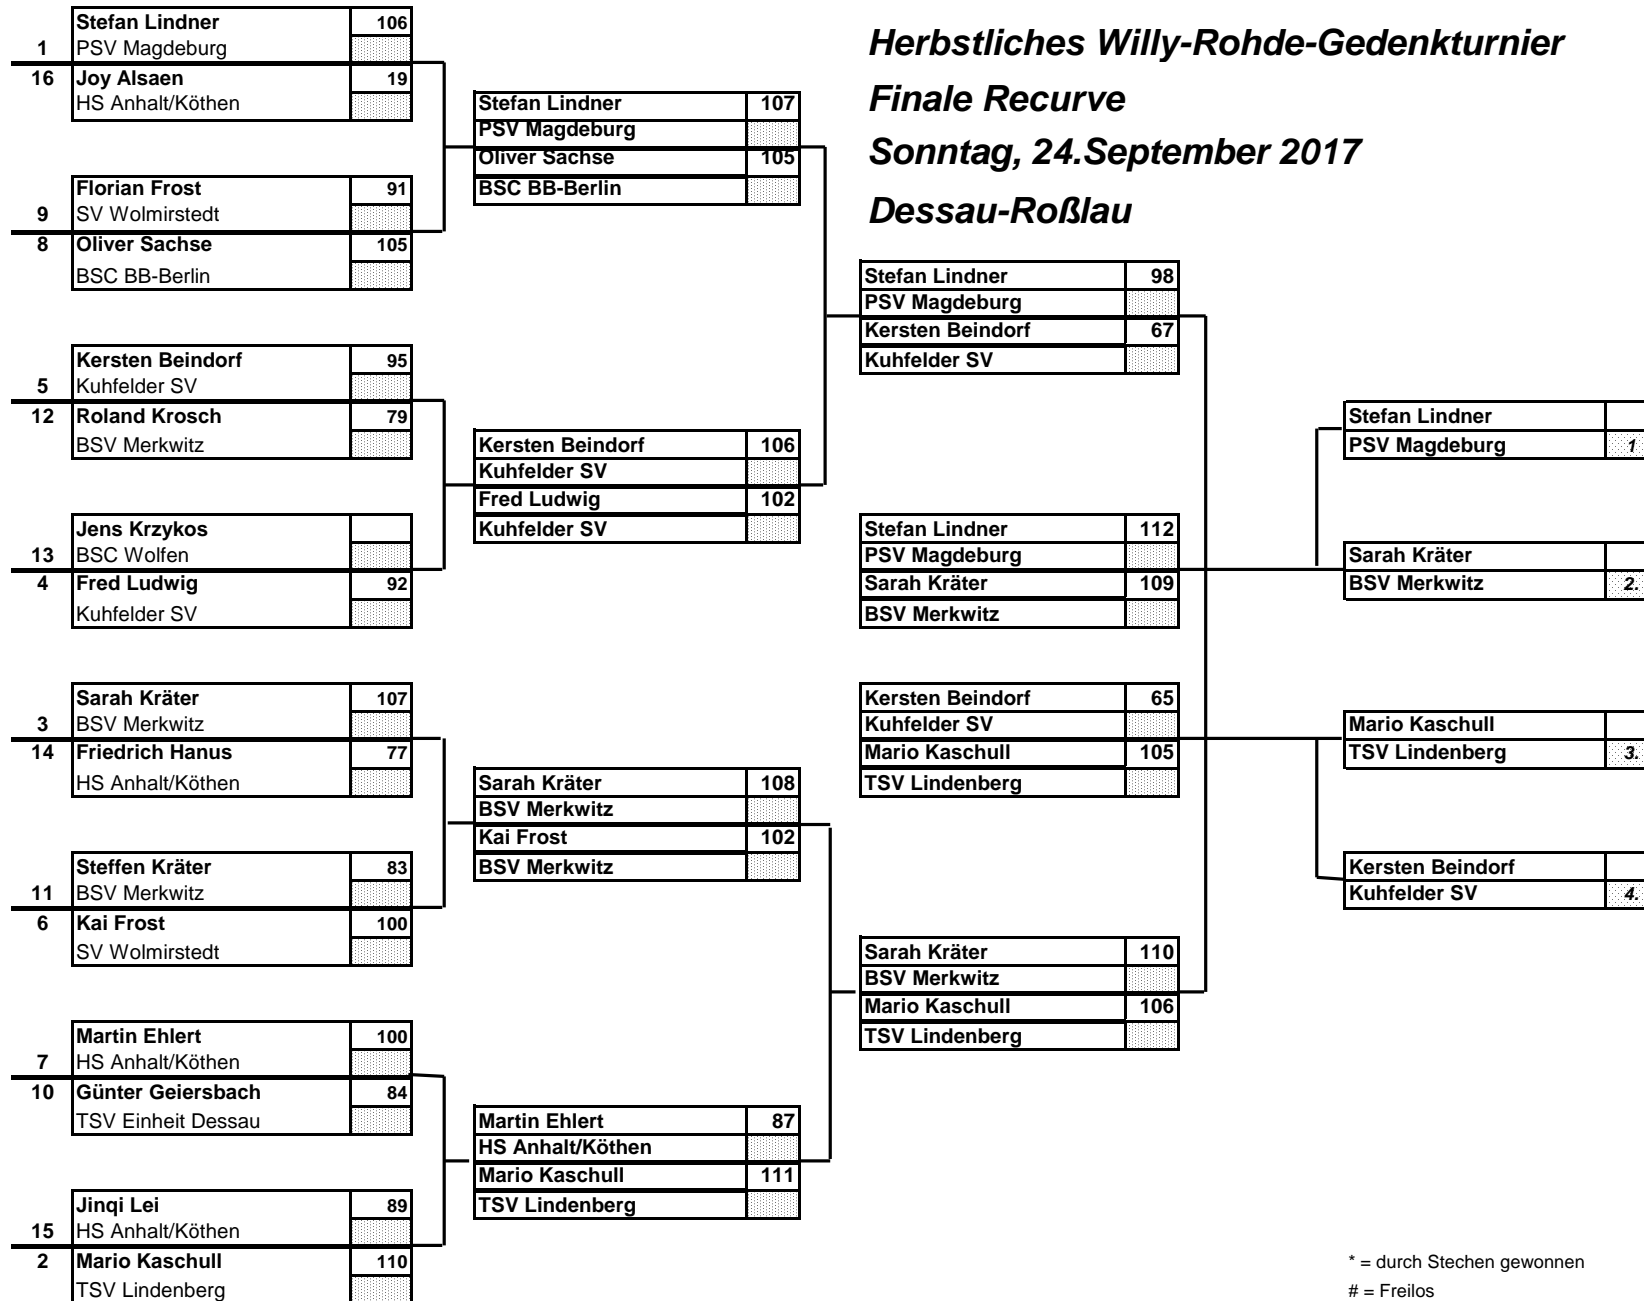 Herbstliches Willy-Rohde-Gedenkturnier
Finale Recurve
Sonntag, 24.September 2017
Dessau-Roßlau
Stefan Lindner 106
1 PSV Magdeburg
16 Joy Alsaen 19
HS Anhalt/Köthen
Florian Frost 91
9 SV Wolmirstedt
8 Oliver Sachse 105
BSC BB-Berlin
Kersten Beindorf 95
5 Kuhfelder SV
12 Roland Krosch 79
BSV Merkwitz
Jens Krzykos
13 BSC Wolfen
4 Fred Ludwig 92
Kuhfelder SV
Sarah Kräter 107
3 BSV Merkwitz
14 Friedrich Hanus 77
HS Anhalt/Köthen
Steffen Kräter 83
11 BSV Merkwitz
6 Kai Frost 100
SV Wolmirstedt
Martin Ehlert 100
7 HS Anhalt/Köthen
10 Günter Geiersbach 84
TSV Einheit Dessau
Jinqi Lei 89
15 HS Anhalt/Köthen
2 Mario Kaschull 110
TSV Lindenberg
Stefan Lindner 107
PSV Magdeburg
Oliver Sachse 105
BSC BB-Berlin
Kersten Beindorf 106
Kuhfelder SV
Fred Ludwig 102
Kuhfelder SV
Sarah Kräter 108
BSV Merkwitz
Kai Frost 102
BSV Merkwitz
Martin Ehlert 87
HS Anhalt/Köthen
Mario Kaschull 111
TSV Lindenberg
Stefan Lindner 98
PSV Magdeburg
Kersten Beindorf 67
Kuhfelder SV
Stefan Lindner 112
PSV Magdeburg
Sarah Kräter 109
BSV Merkwitz
Kersten Beindorf 65
Kuhfelder SV
Mario Kaschull 105
TSV Lindenberg
Sarah Kräter 110
BSV Merkwitz
Mario Kaschull 106
TSV Lindenberg
Stefan Lindner
PSV Magdeburg 1
Sarah Kräter
BSV Merkwitz 2.
Mario Kaschull
TSV Lindenberg 3.
Kersten Beindorf
Kuhfelder SV 4.
* = durch Stechen gewonnen
# = Freilos